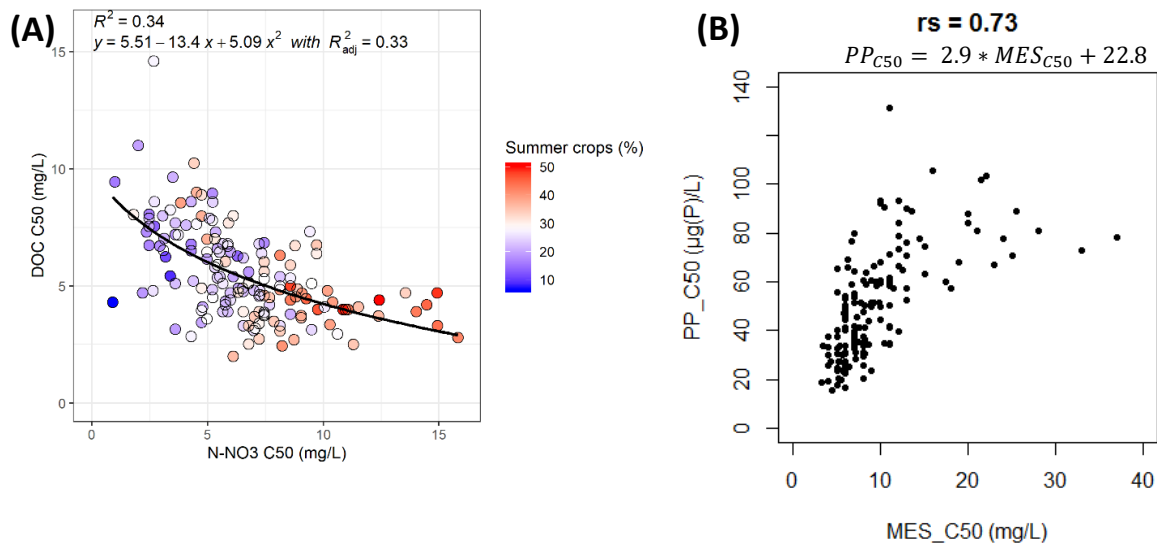 (A)
R² = 0.34
y = 5.51 − 13.4 x + 5.09 x² with R²adj = 0.33
15
10
5
0
DOC C50 (mg/L)
0 5 10 15
N-NO3 C50 (mg/L)
Summer crops (%)
50
40
30
20
10
(B)
rs = 0.73
PP_C50 = 2.9 * MES_C50 + 22.8
140
100
80
60
40
20
0
PP_C50 (µg(P)/L)
0 10 20 30 40
MES_C50 (mg/L)